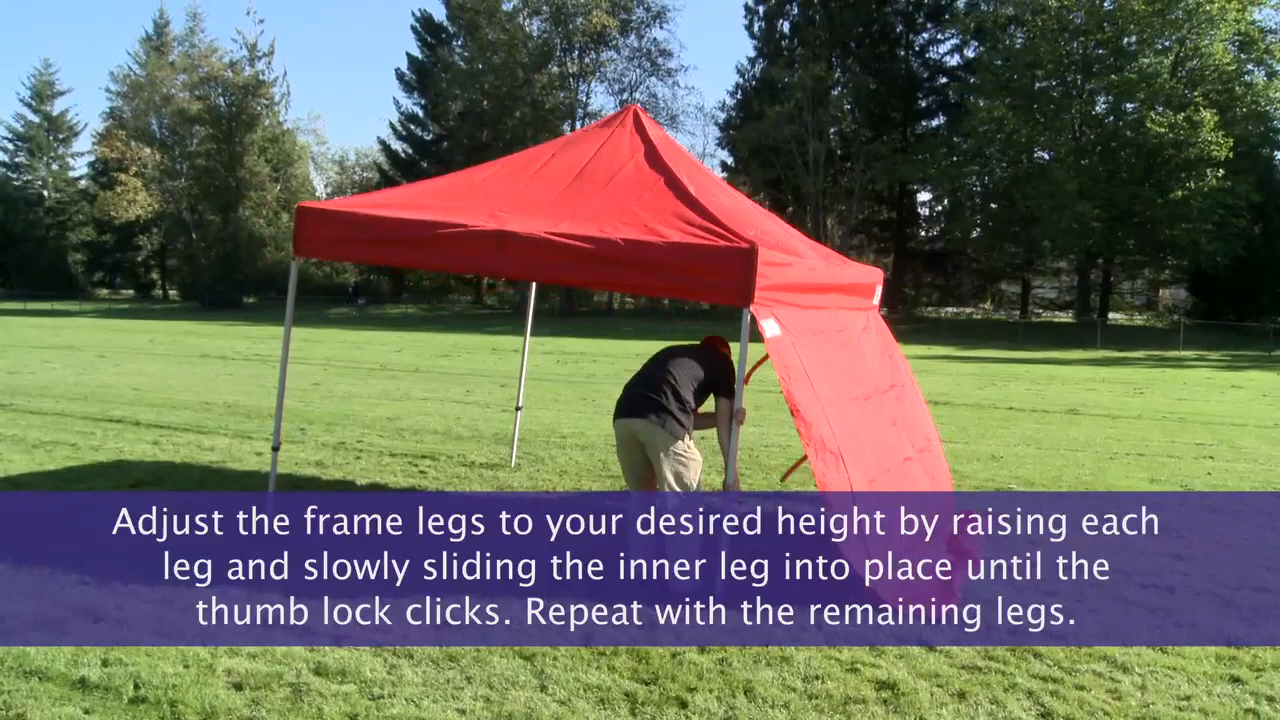 Adjust the frame legs to your desired height by raising each
leg and slowly sliding the inner leg into place until the
thumb lock clicks. Repeat with the remaining legs.